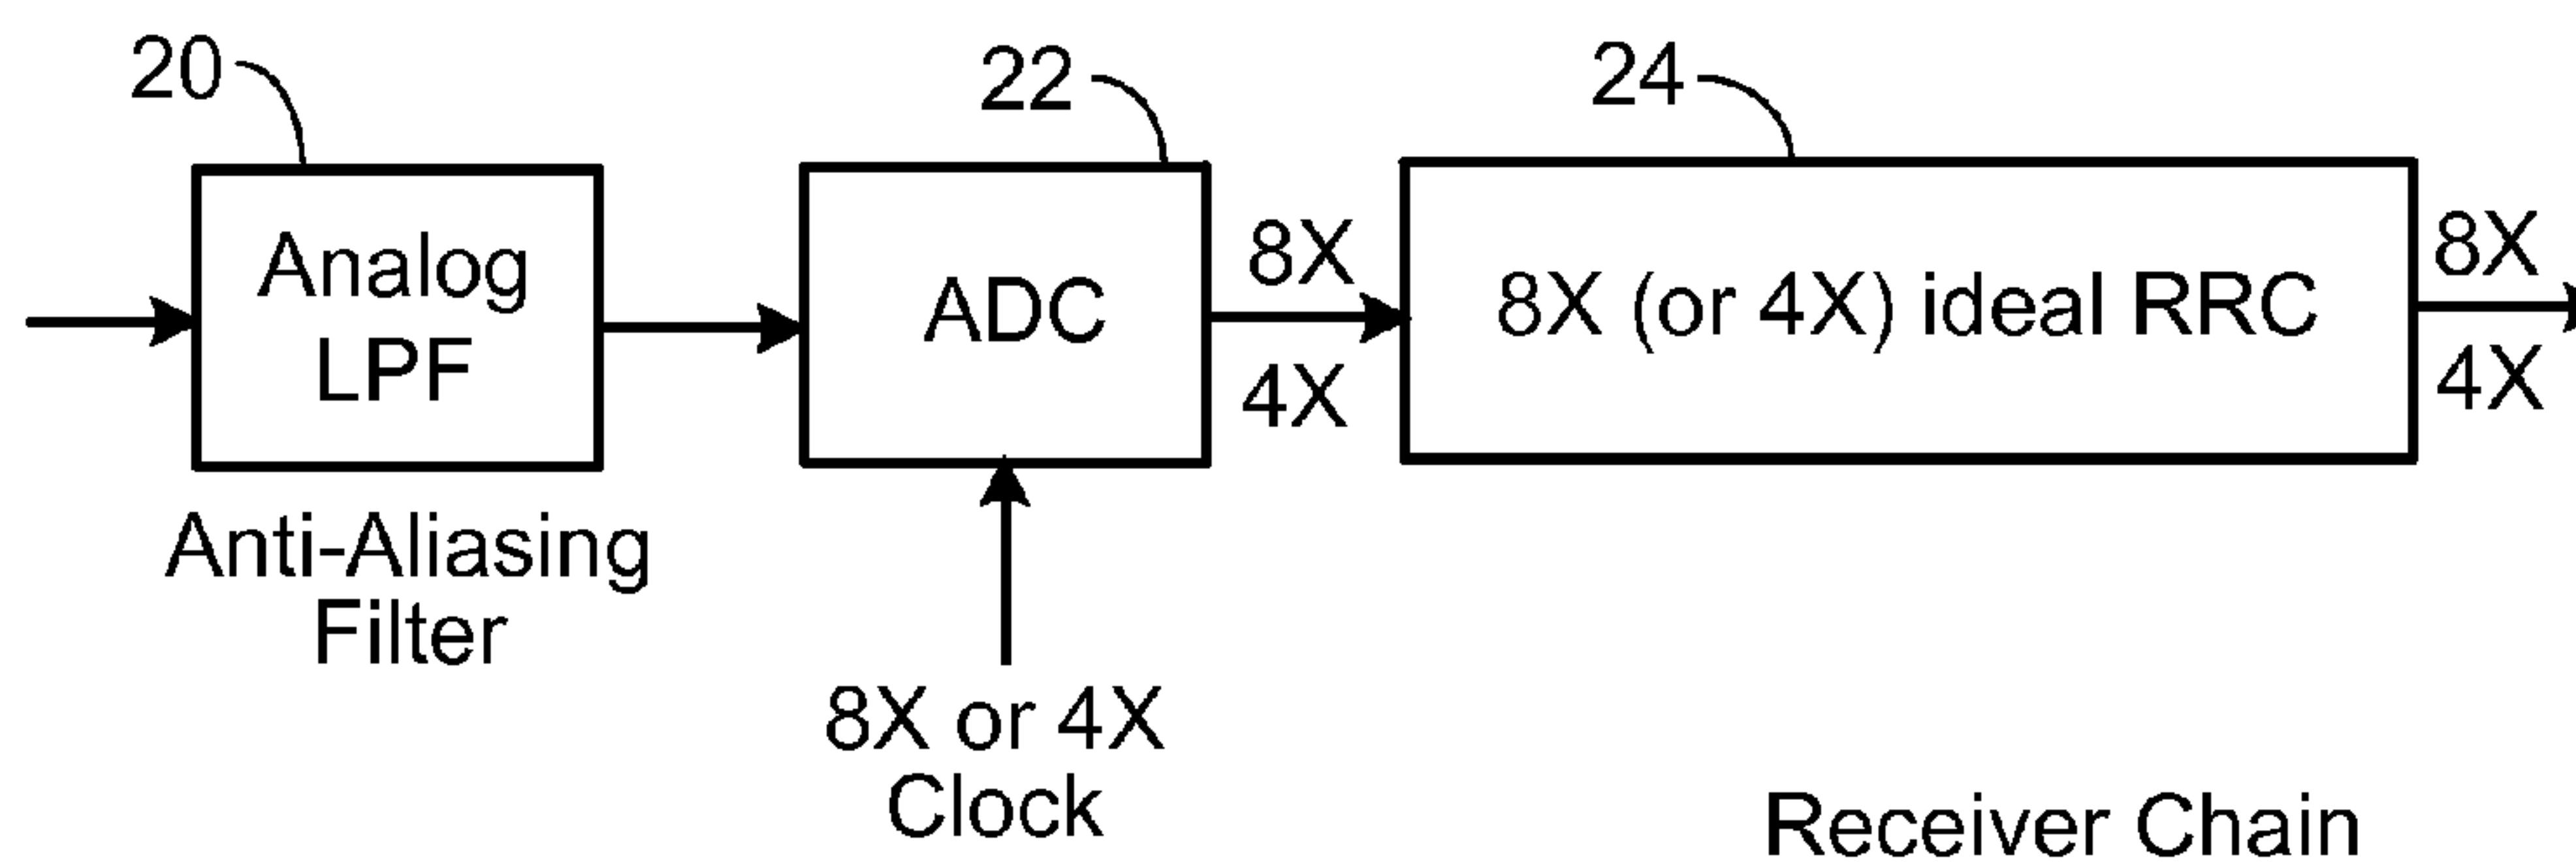 20
22
24
Analog
LPF
ADC
8X
4X
8X (or 4X) ideal RRC
8X
4X
Anti-Aliasing
Filter
8X or 4X
Clock
Receiver Chain